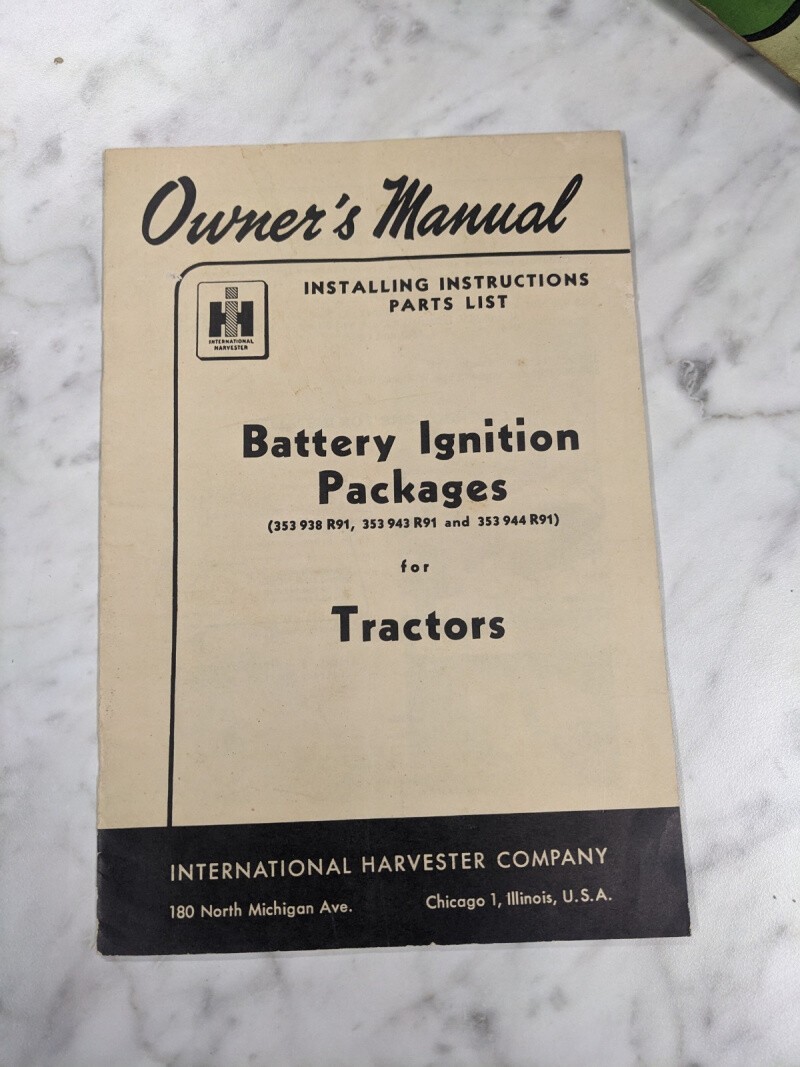 Owner's Manual
INSTALLING INSTRUCTIONS
PARTS LIST
IH
INTERNATIONAL
HARVESTER
Battery Ignition
Packages
(353 938 R91, 353 943 R91 and 353 944 R91)
for
Tractors
INTERNATIONAL HARVESTER COMPANY
180 North Michigan Ave. Chicago 1, Illinois, U.S.A.